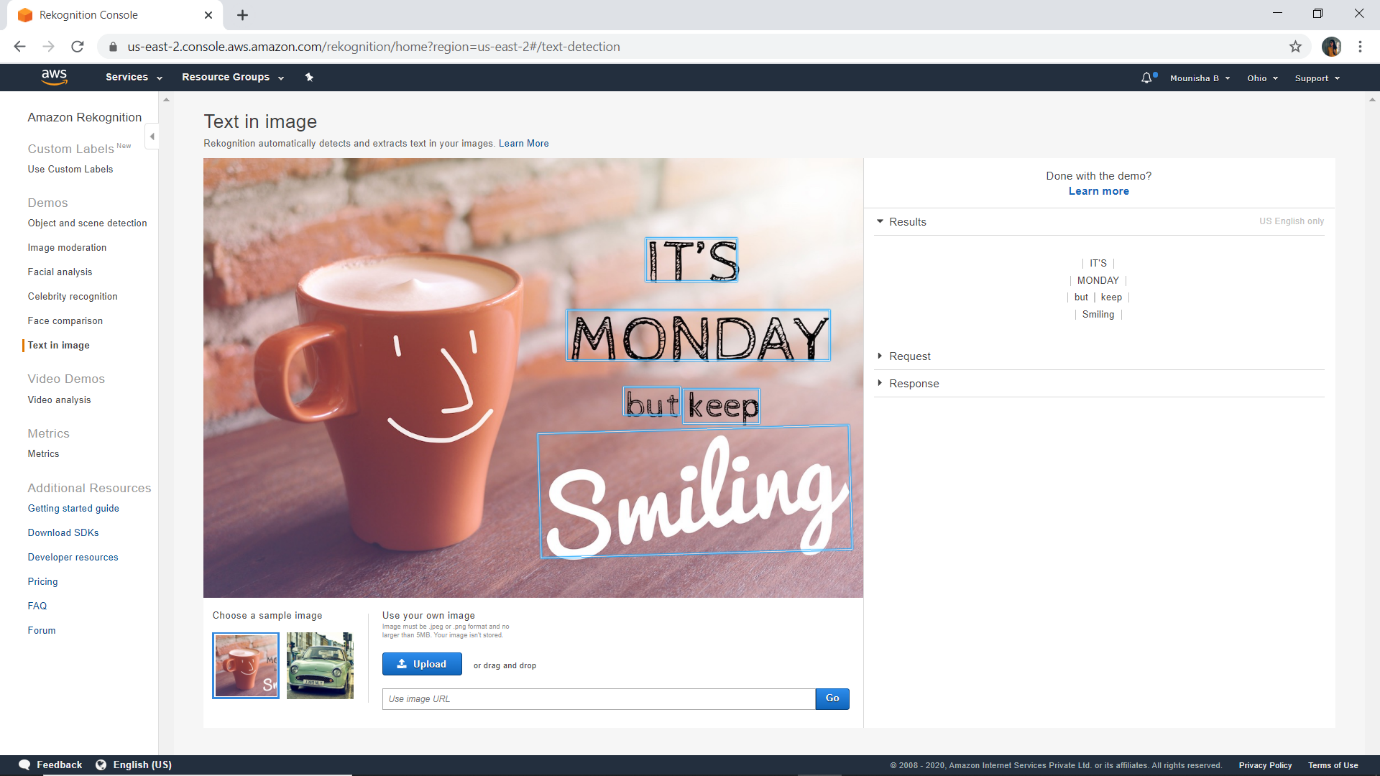 Rekognition Console
us-east-2.console.aws.amazon.com/rekognition/home?region=us-east-2#/text-detection
aws Services Resource Groups Mounisha B Ohio Support
Amazon Rekognition
Custom Labels New
Use Custom Labels
Demos
Object and scene detection
Image moderation
Facial analysis
Celebrity recognition
Face comparison
Text in image
Video Demos
Video analysis
Metrics
Metrics
Additional Resources
Getting started guide
Download SDKs
Developer resources
Pricing
FAQ
Forum
Text in image
Rekognition automatically detects and extracts text in your images. Learn More
IT'S
MONDAY
but keep
Smiling
Choose a sample image
Use your own image
Image must be .jpeg or .png format and no
larger than 5MB. Your image isn't stored.
Upload or drag and drop
Use image URL Go
Done with the demo?
Learn more
Results US English only
| IT'S |
| MONDAY |
| but | keep |
| Smiling |
Request
Response
Feedback English (US) © 2008 - 2020, Amazon Internet Services Private Ltd. or its affiliates. All rights reserved. Privacy Policy Terms of Use